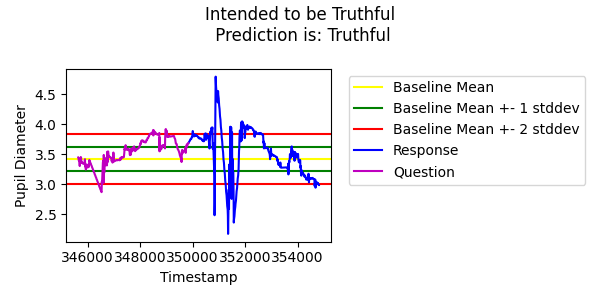 Intended to be Truthful
Prediction is: Truthful
Pupil Diameter
4.5
4.0
3.5
3.0
2.5
346000 348000 350000 352000 354000
Timestamp
Baseline Mean
Baseline Mean +- 1 stddev
Baseline Mean +- 2 stddev
Response
Question